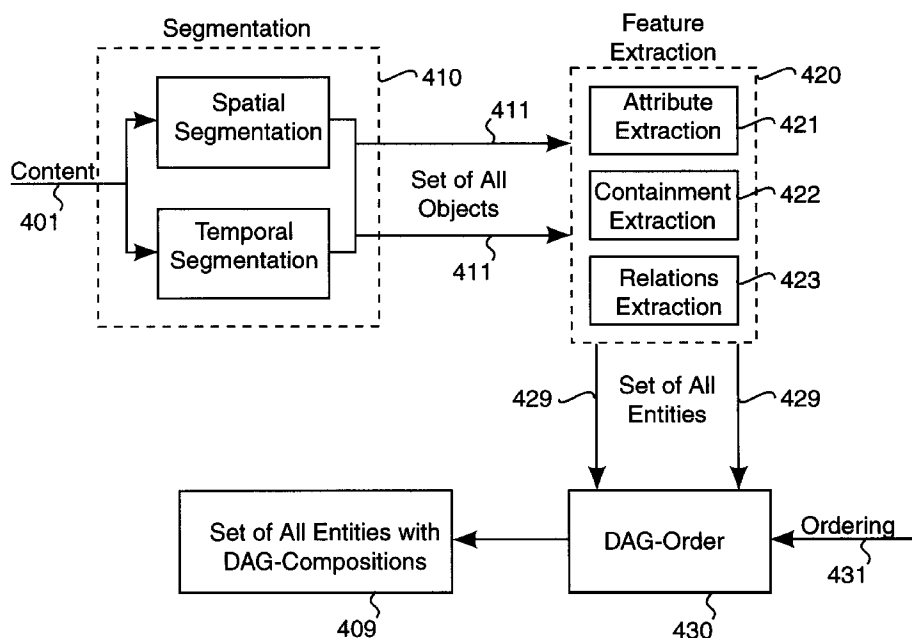 Segmentation
Feature
Extraction
410
420
Spatial
Segmentation
Attribute
Extraction
421
411
Content
401
Set of All
Objects
Containment
Extraction
422
Temporal
Segmentation
411
Relations
Extraction
423
429
Set of All
Entities
429
Set of All Entities with
DAG-Compositions
DAG-Order
Ordering
431
409
430